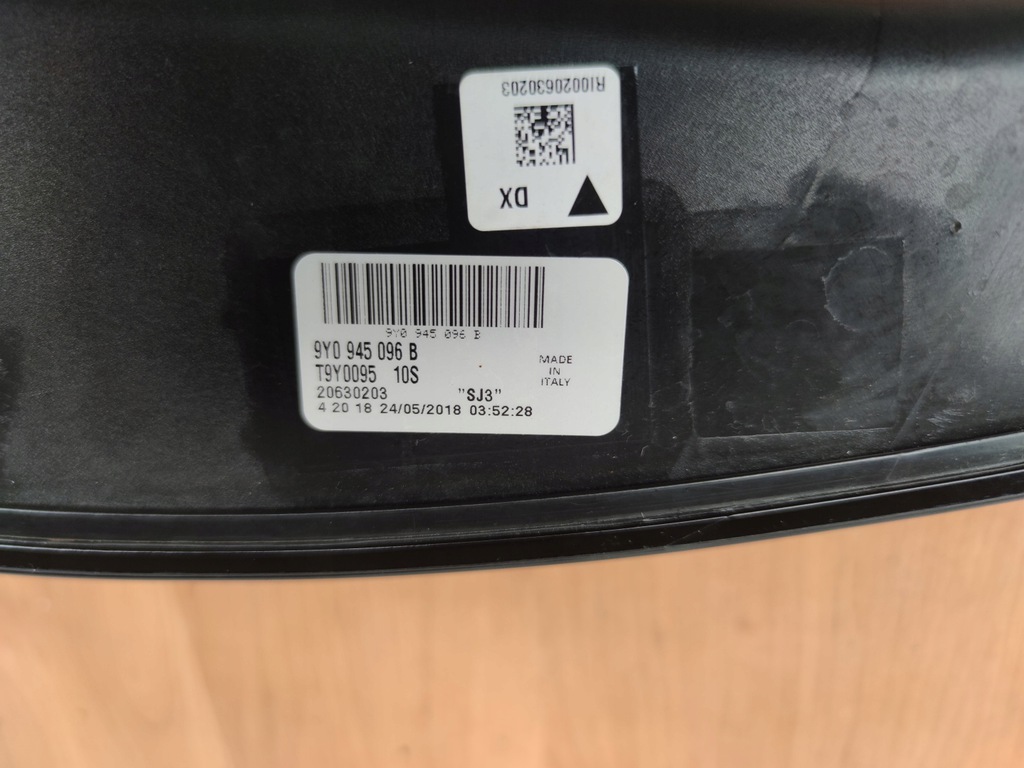 RI0020630203
DX
9Y0 945 096 B
9Y0 945 096 B
T9Y0095 10S
20630203 "SJ3"
4 20 18 24/05/2018 03:52:28
MADE
IN
ITALY